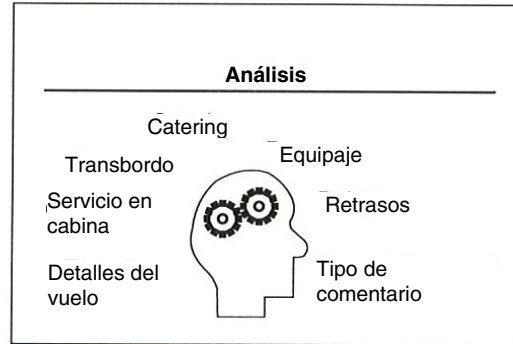 Análisis
Catering
Equipaje
Transbordo
Servicio en
cabina
Retrasos
Detalles del
vuelo
Tipo de
comentario